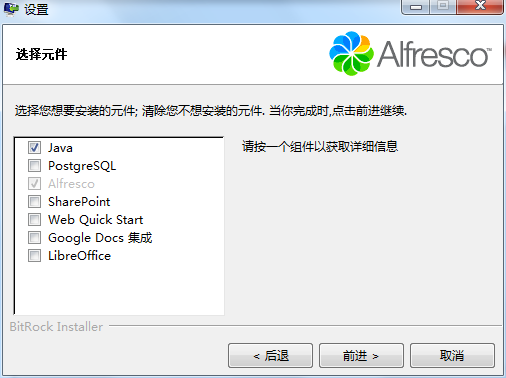 设置
选择元件
Alfresco™
选择您想要安装的元件; 清除您不想安装的元件. 当你完成时,点击前进继续.
Java
请按一个组件以获取详细信息
PostgreSQL
Alfresco
SharePoint
Web Quick Start
Google Docs 集成
LibreOffice
BitRock Installer
< 后退
前进 >
取消